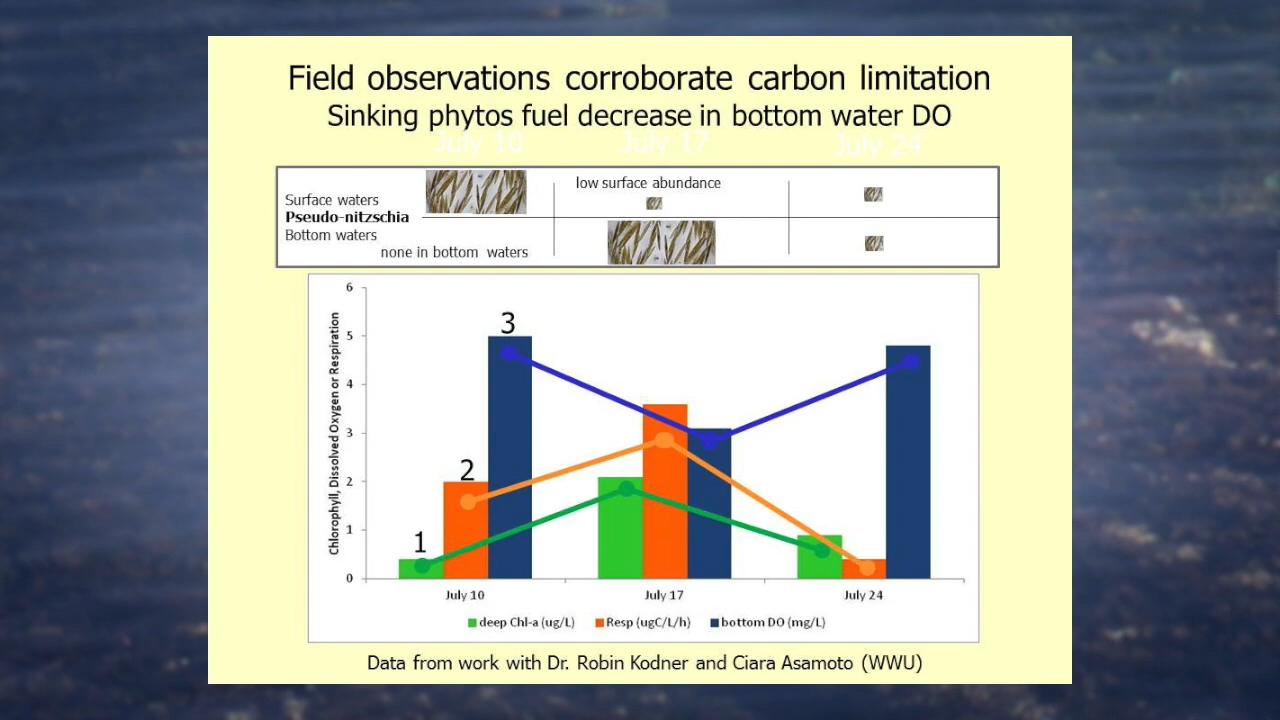 Field observations corroborate carbon limitation
Sinking phytos fuel decrease in bottom water DO
July 10 July 17 July 24
low surface abundance
Surface waters
Pseudo-nitzschia
Bottom waters
none in bottom waters
6
5
4
3
2
1
0
Chlorophyll, Dissolved Oxygen or Respiration
1
2
3
July 10 July 17 July 24
deep Chl-a (ug/L) Resp (ugC/L/h) bottom DO (mg/L)
Data from work with Dr. Robin Kodner and Ciara Asamoto (WWU)